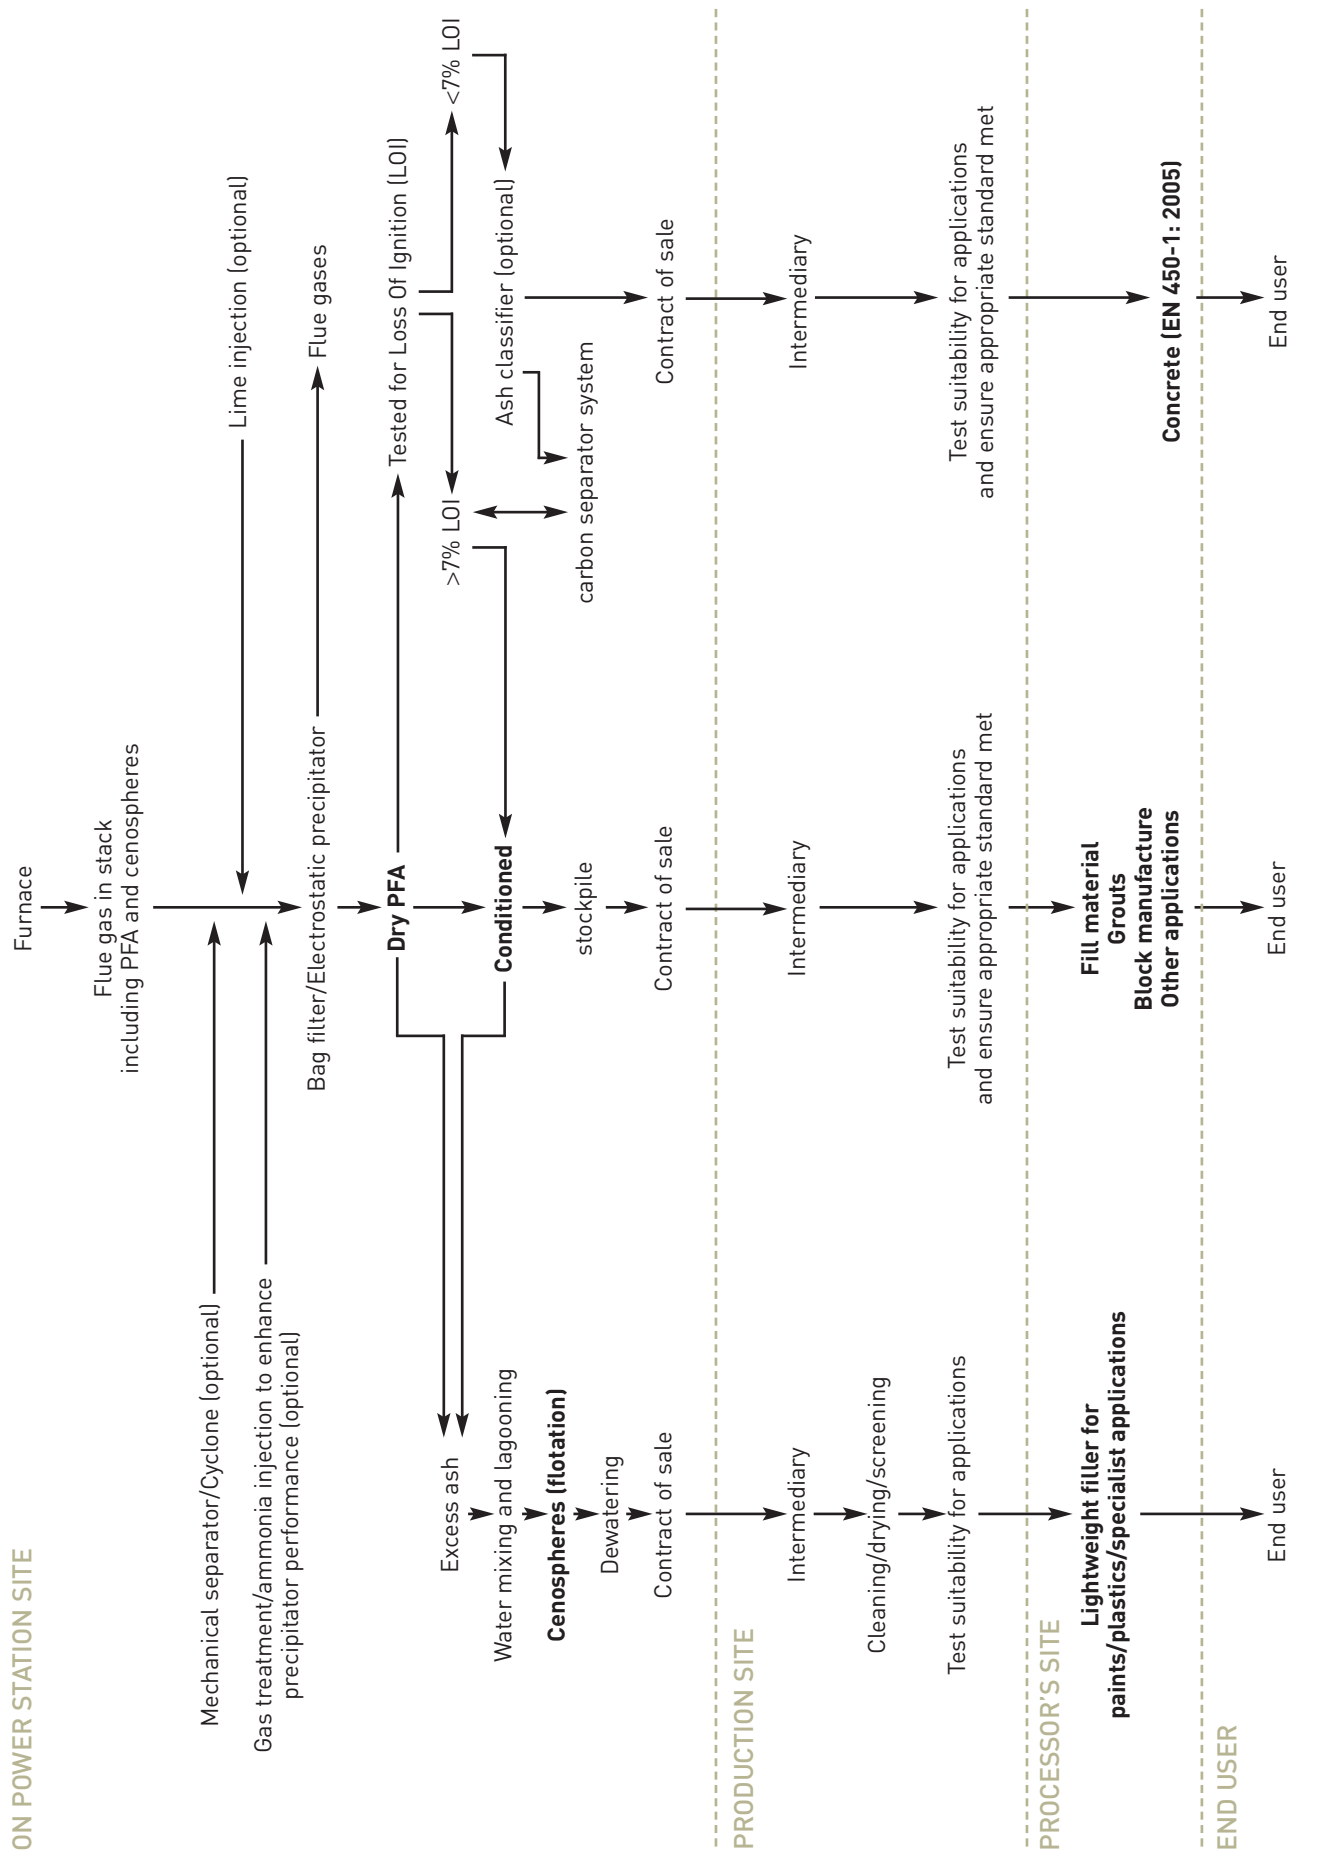 ON POWER STATION SITE
Furnace
Flue gas in stack
including PFA and cenospheres
Mechanical separator/Cyclone (optional)
Lime injection (optional)
Gas treatment/ammonia injection to enhance
precipitator performance (optional)
Bag filter/Electrostatic precipitator
Flue gases
Dry PFA
Tested for Loss Of Ignition (LOI)
Excess ash
>7% LOI
<7% LOI
Water mixing and lagooning
Conditioned
Ash classifier (optional)
Cenospheres (flotation)
stockpile
carbon separator system
Dewatering
Contract of sale
Contract of sale
Contract of sale
PRODUCTION SITE
Intermediary
Intermediary
Intermediary
Cleaning/drying/screening
Test suitability for applications
Test suitability for applications
and ensure appropriate standard met
Test suitability for applications
and ensure appropriate standard met
PROCESSOR'S SITE
Lightweight filler for
paints/plastics/specialist applications
Fill material
Grouts
Block manufacture
Other applications
Concrete (EN 450-1: 2005)
END USER
End user
End user
End user